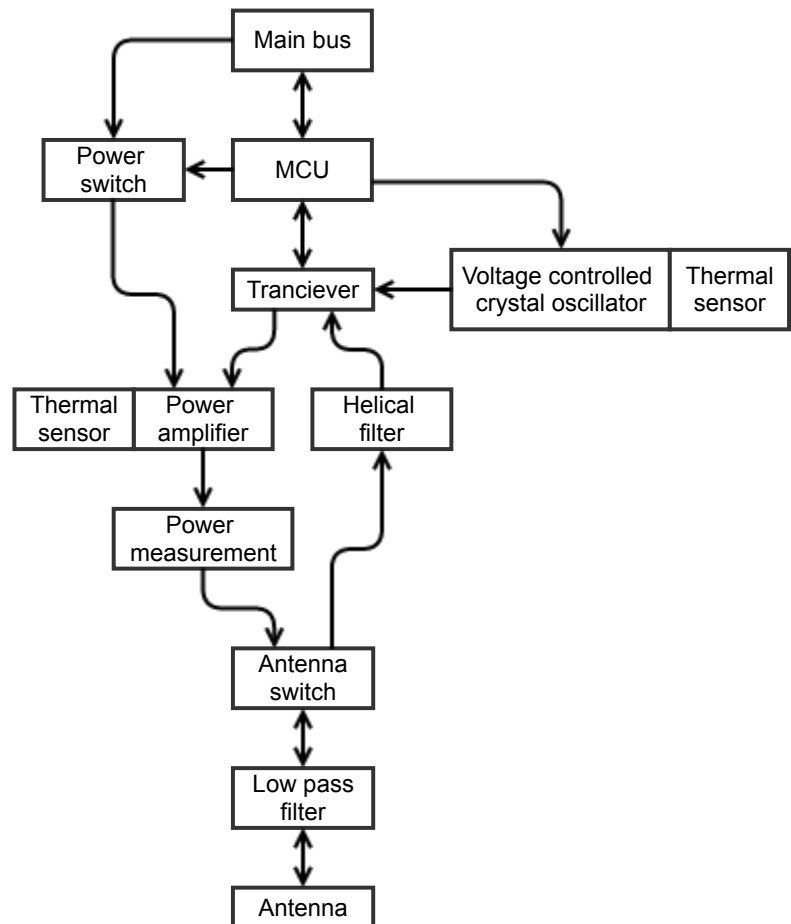 Main bus
Power
switch
MCU
Tranciever
Voltage controlled
crystal oscillator
Thermal
sensor
Thermal
sensor
Power
amplifier
Helical
filter
Power
measurement
Antenna
switch
Low pass
filter
Antenna